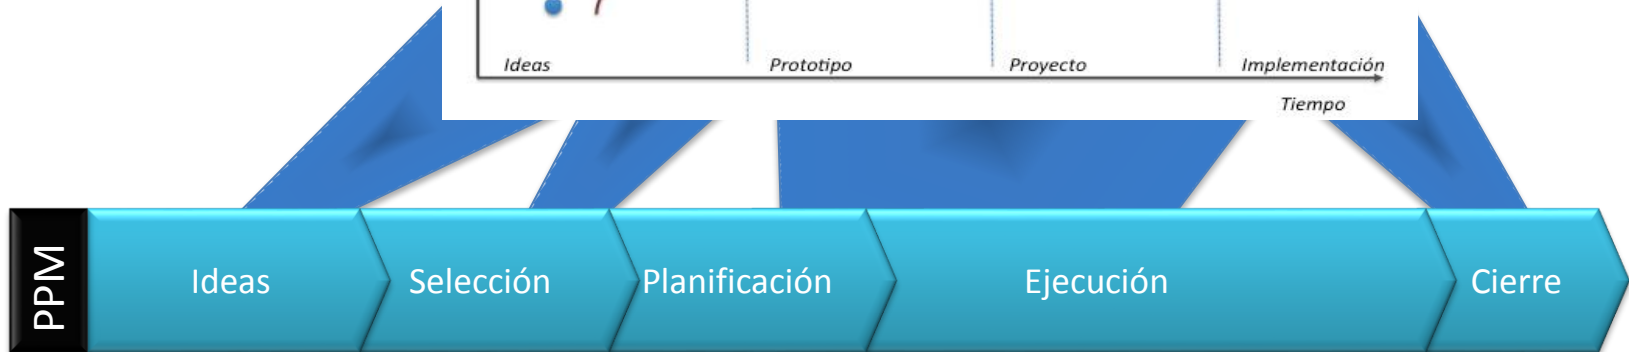 Ideas Prototipo Proyecto Implementación
Tiempo
PPM
Ideas Selección Planificación Ejecución Cierre